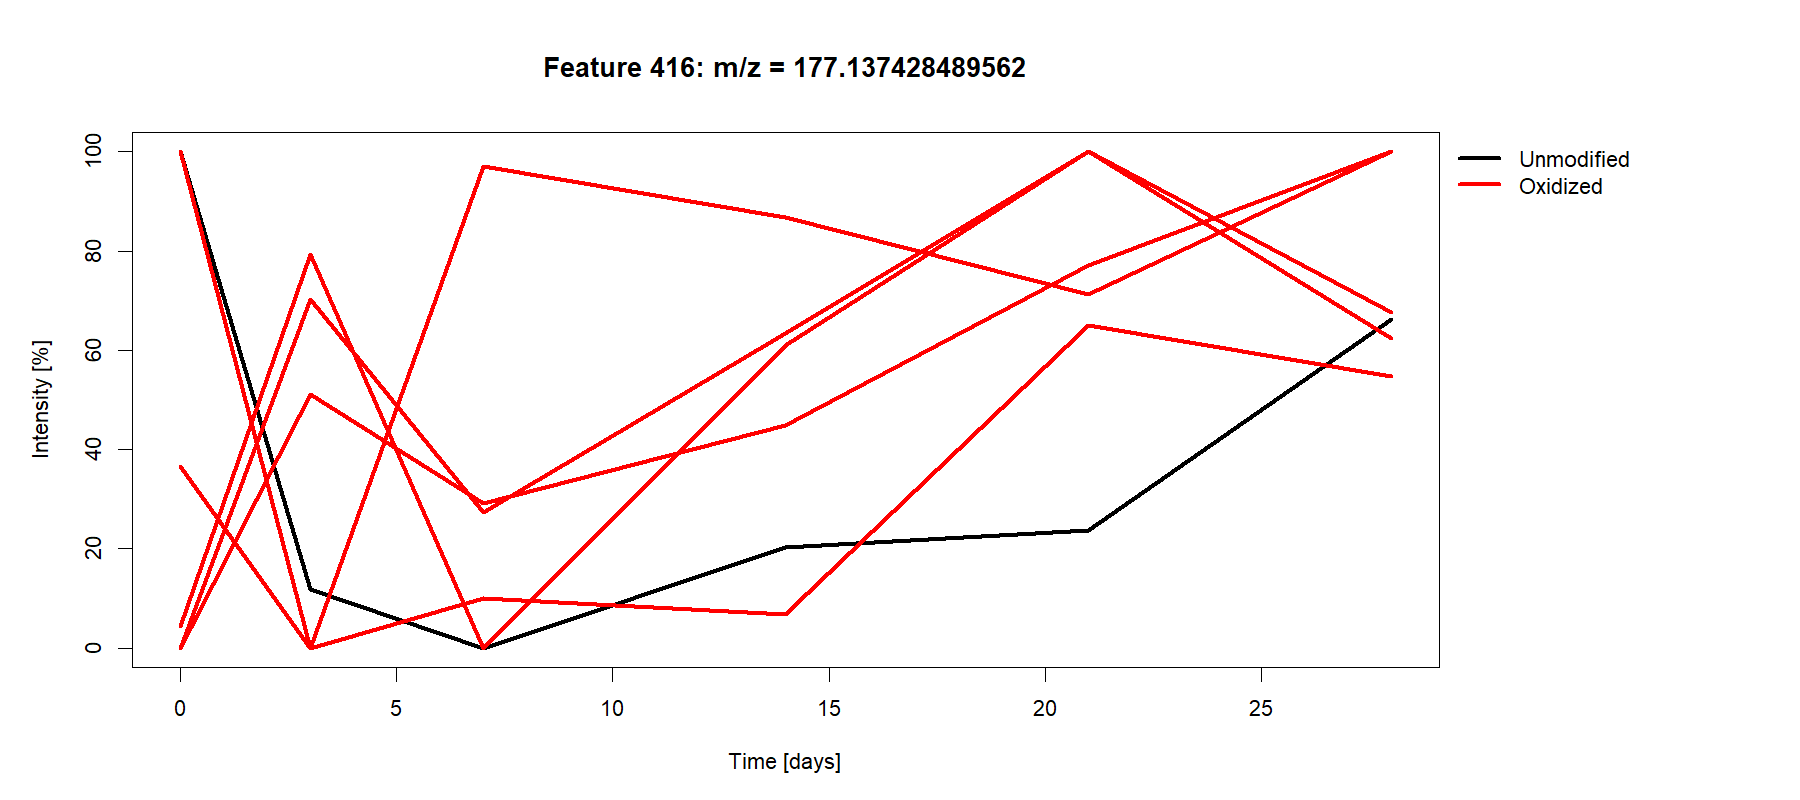 Feature 416: m/z = 177.137428489562
Unmodified
Oxidized
Intensity [%]
100
80
60
40
20
0
0 5 10 15 20 25
Time [days]